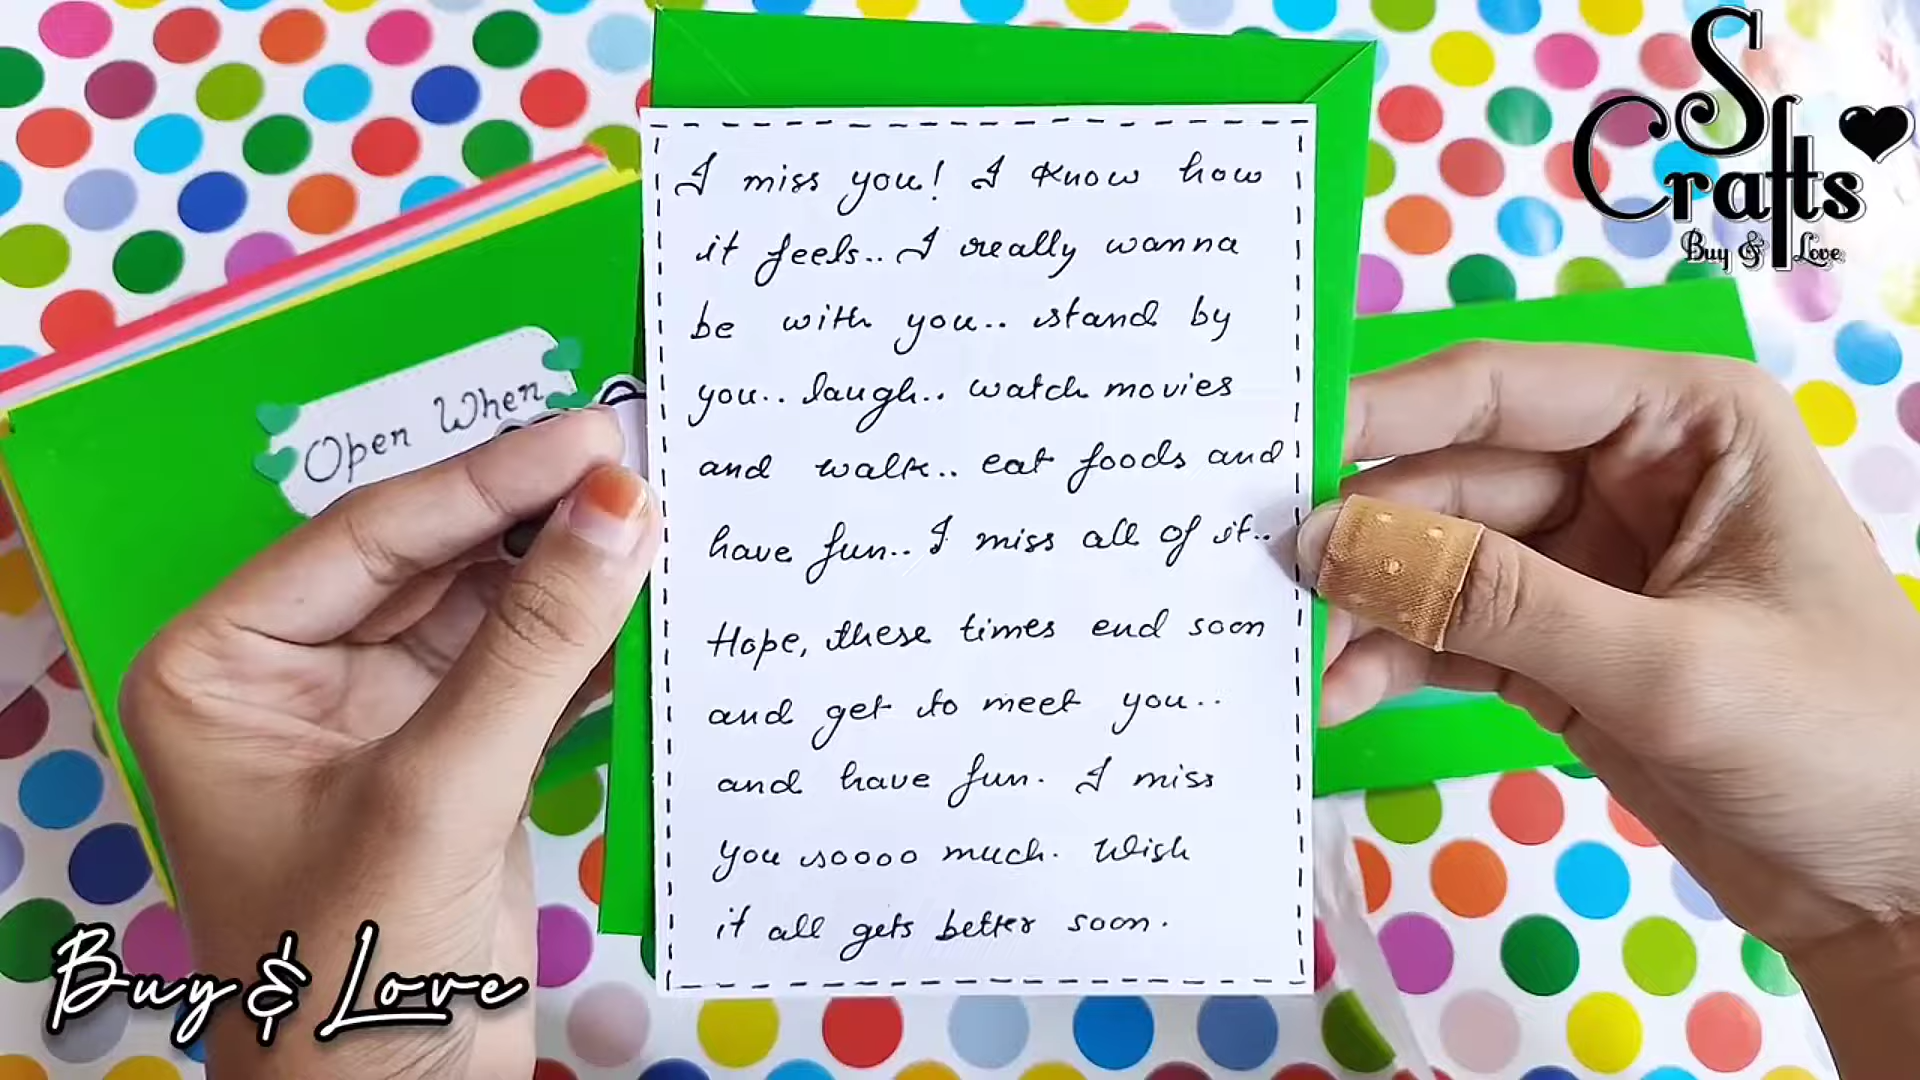 S
Crafts
Buy & Love
Open When
I miss you! I know how
it feels.. I really wanna
be with you.. stand by
you.. laugh.. watch movies
and walk.. eat foods and
have fun.. I miss all of it..
Hope, these times end soon
and get to meet you..
and have fun. I miss
you soooo much. Wish
it all gets better soon.
Buy & Love